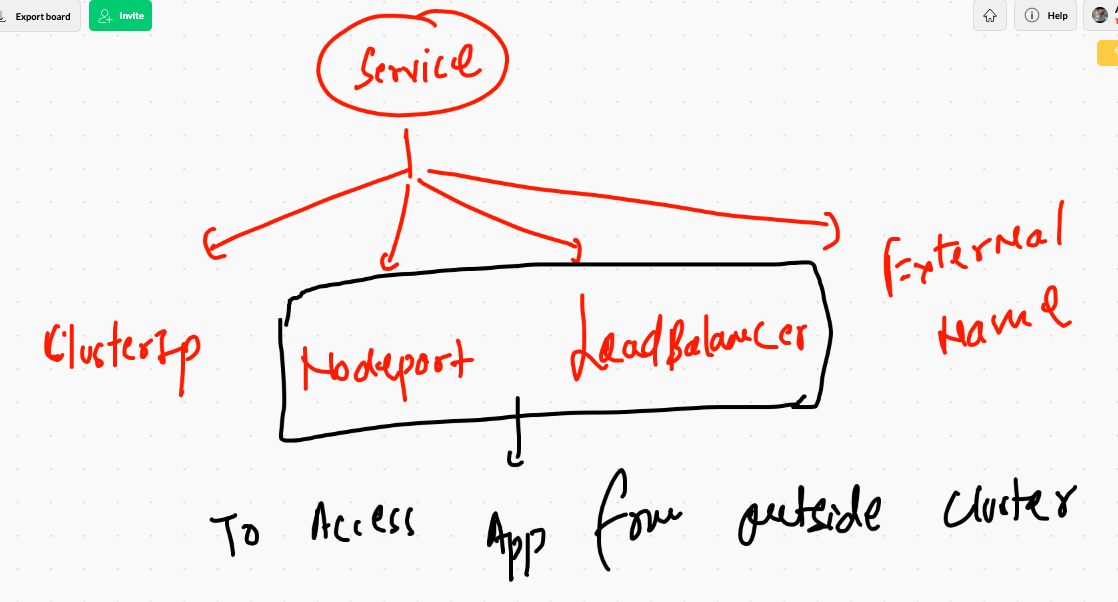 Export board
Invite
Help
Service
ClusterIp
Nodeport
LoadBalancer
External
Name
To Access App from outside cluster